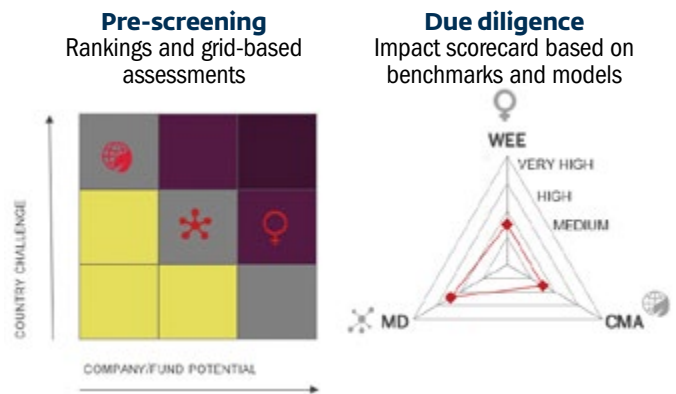 Pre-screening
Rankings and grid-based
assessments
COUNTRY CHALLENGE
COMPANY/FUND POTENTIAL
Due diligence
Impact scorecard based on
benchmarks and models
WEE
VERY HIGH
HIGH
MEDIUM
MD
CMA